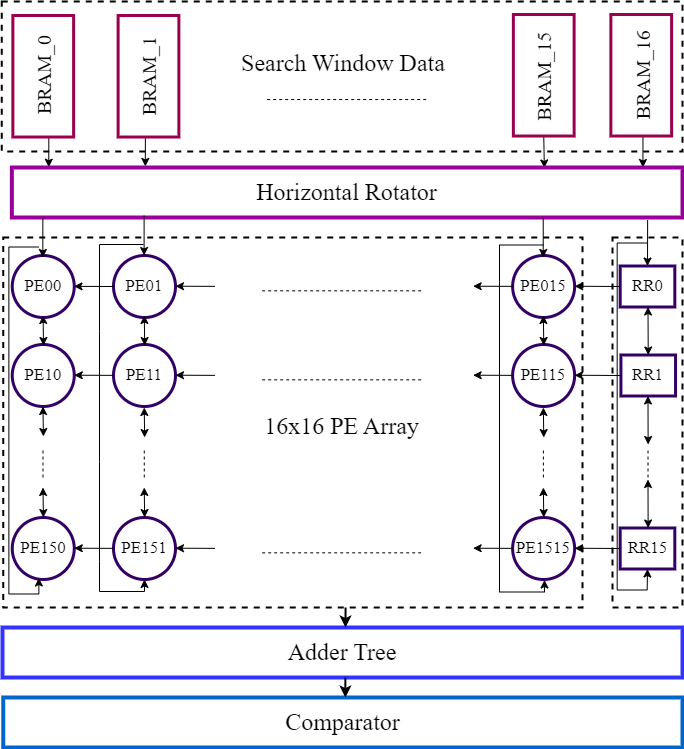 BRAM_0
BRAM_1
Search Window Data
BRAM_15
BRAM_16
Horizontal Rotator
PE00
PE01
PE015
RR0
PE10
PE11
PE115
RR1
16x16 PE Array
PE150
PE151
PE1515
RR15
Adder Tree
Comparator